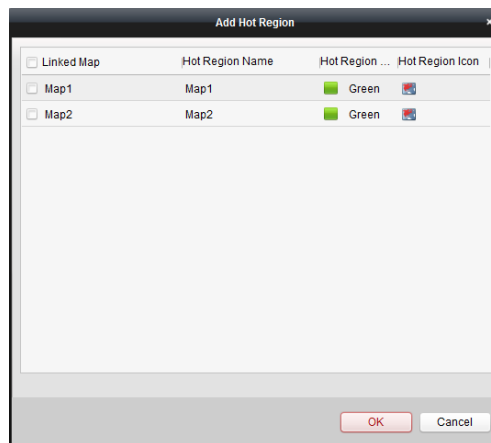 Add Hot Region
Linked Map Hot Region Name Hot Region ... Hot Region Icon
Map1 Map1 Green
Map2 Map2 Green
OK Cancel